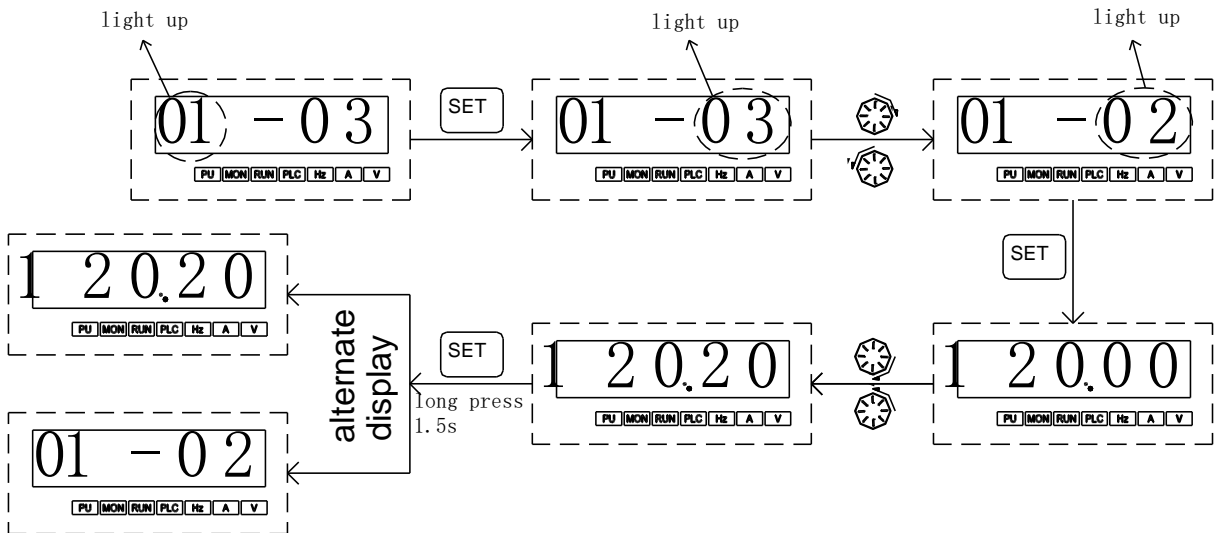 light up
light up
light up
01 -03
SET
01 -03
01 -02
PU MON RUN PLC Hz A V
PU MON RUN PLC Hz A V
PU MON RUN PLC Hz A V
SET
1 20.20
PU MON RUN PLC Hz A V
alternate
display
SET
long press
1.5s
1 20.20
PU MON RUN PLC Hz A V
1 20.00
PU MON RUN PLC Hz A V
01 -02
PU MON RUN PLC Hz A V